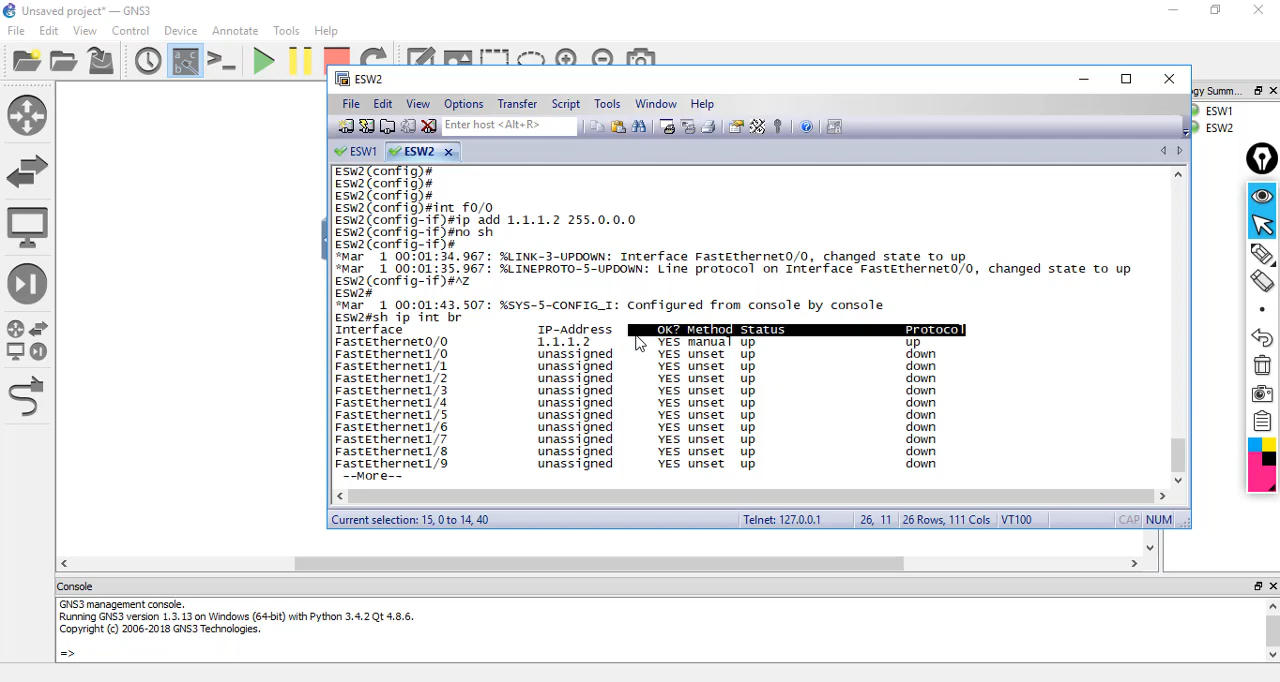 Unsaved project* — GNS3
File Edit View Control Device Annotate Tools Help
ESW2
File Edit View Options Transfer Script Tools Window Help
Enter host <Alt+R>
ESW1 ESW2
ESW2(config)#
ESW2(config)#
ESW2(config)#
ESW2(config)#int f0/0
ESW2(config-if)#ip add 1.1.1.2 255.0.0.0
ESW2(config-if)#no sh
ESW2(config-if)#
*Mar  1 00:01:34.967: %LINK-3-UPDOWN: Interface FastEthernet0/0, changed state to up
*Mar  1 00:01:35.967: %LINEPROTO-5-UPDOWN: Line protocol on Interface FastEthernet0/0, changed state to up
ESW2(config-if)#^Z
ESW2#
*Mar  1 00:01:43.507: %SYS-5-CONFIG_I: Configured from console by console
ESW2#sh ip int br
Interface IP-Address OK? Method Status Protocol
FastEthernet0/0 1.1.1.2 YES manual up up
FastEthernet1/0 unassigned YES unset up down
FastEthernet1/1 unassigned YES unset up down
FastEthernet1/2 unassigned YES unset up down
FastEthernet1/3 unassigned YES unset up down
FastEthernet1/4 unassigned YES unset up down
FastEthernet1/5 unassigned YES unset up down
FastEthernet1/6 unassigned YES unset up down
FastEthernet1/7 unassigned YES unset up down
FastEthernet1/8 unassigned YES unset up down
FastEthernet1/9 unassigned YES unset up down
--More--
Current selection: 15, 0 to 14, 40 Telnet: 127.0.0.1 26, 11 26 Rows, 111 Cols VT100 CAP NUM
gy Summ...
ESW1
ESW2
Console
GNS3 management console.
Running GNS3 version 1.3.13 on Windows (64-bit) with Python 3.4.2 Qt 4.8.6.
Copyright (c) 2006-2018 GNS3 Technologies.
=>